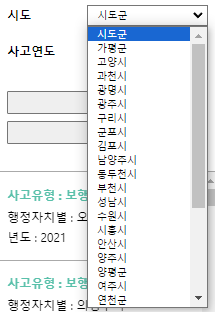 시도
시도군
사고연도
시도군
가평군
고양시
과천시
광명시
광주시
구리시
군포시
김포시
남양주시
동두천시
부천시
성남시
수원시
시흥시
안산시
양주시
양평군
여주시
연천군
사고유형 : 보행
행정자치별 :
년도 : 2021
사고유형 : 보행
행정자치별 :